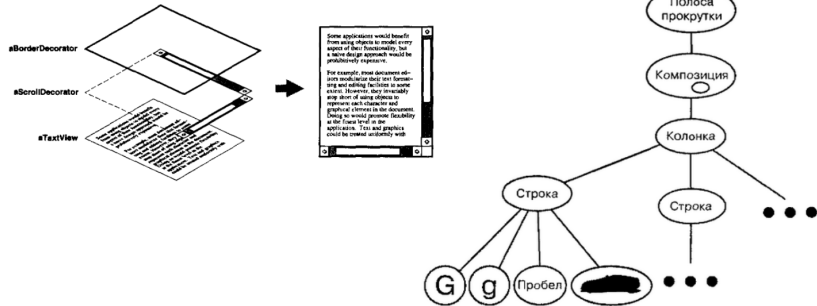 aBorderDecorator
aScrollDecorator
aTextView
Some applications would benefit
from using objects to model every
aspect of their functionality, but
a naive design approach would be
prohibitively expensive.
For example, most document ed-
itors modularize their text format-
ting and editing facilities to some
extent. However, they invariably
stop short of using objects to
represent each character and
graphical element in the document.
Doing so would promote flexibility
at the finest level in the
application. Text and graphics
could be treated uniformly with
Полоса
прокрутки
Композиция
Колонка
Строка
Строка
G
g
Пробел